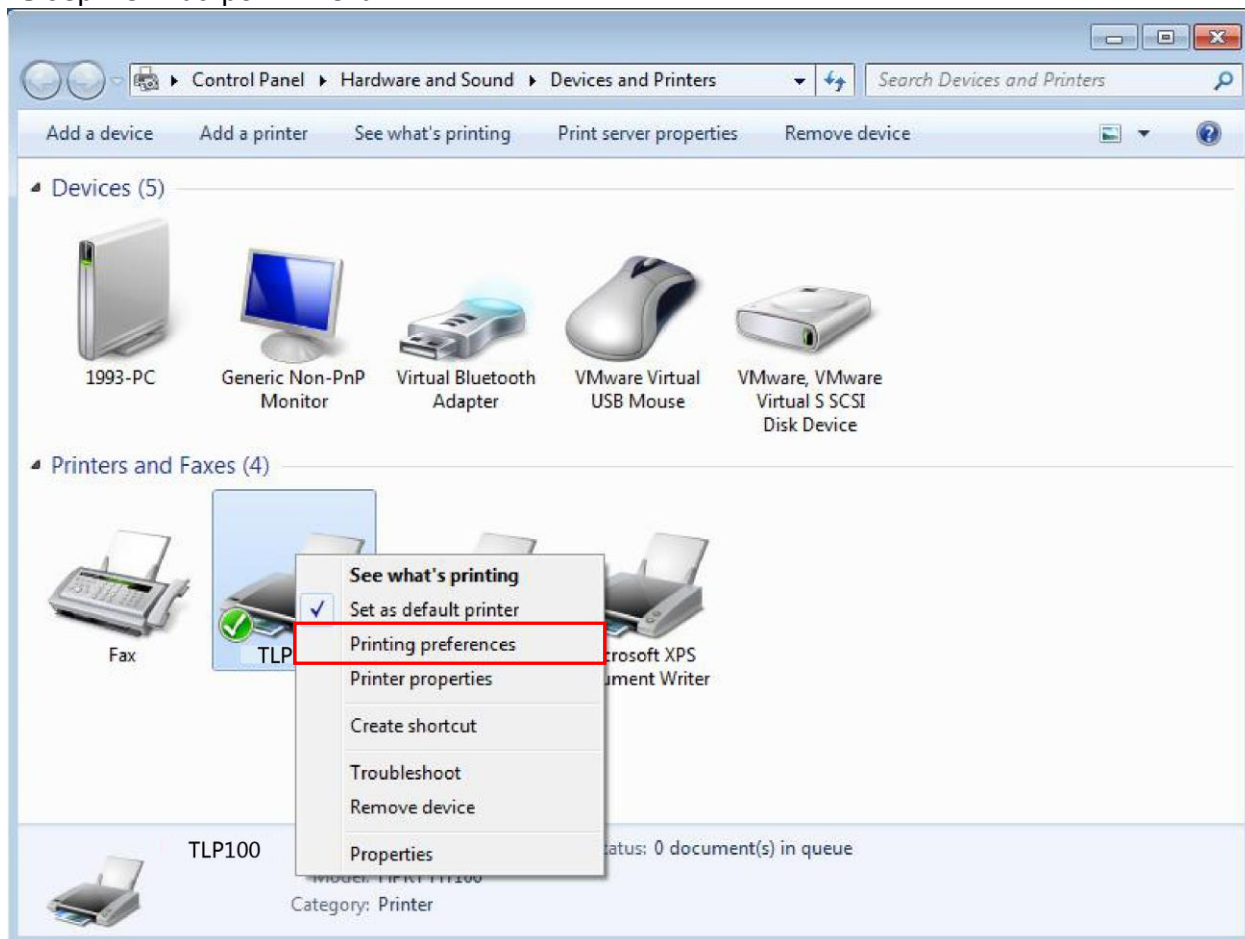 Control Panel ▸ Hardware and Sound ▸ Devices and Printers
Search Devices and Printers
Add a device Add a printer See what's printing Print server properties Remove device
Devices (5)
1993-PC
Generic Non-PnP
Monitor
Virtual Bluetooth
Adapter
VMware Virtual
USB Mouse
VMware, VMware
Virtual S SCSI
Disk Device
Printers and Faxes (4)
Fax
TLP
crosoft XPS
ument Writer
See what's printing
Set as default printer
Printing preferences
Printer properties
Create shortcut
Troubleshoot
Remove device
Properties
TLP100
atus: 0 document(s) in queue
Category: Printer